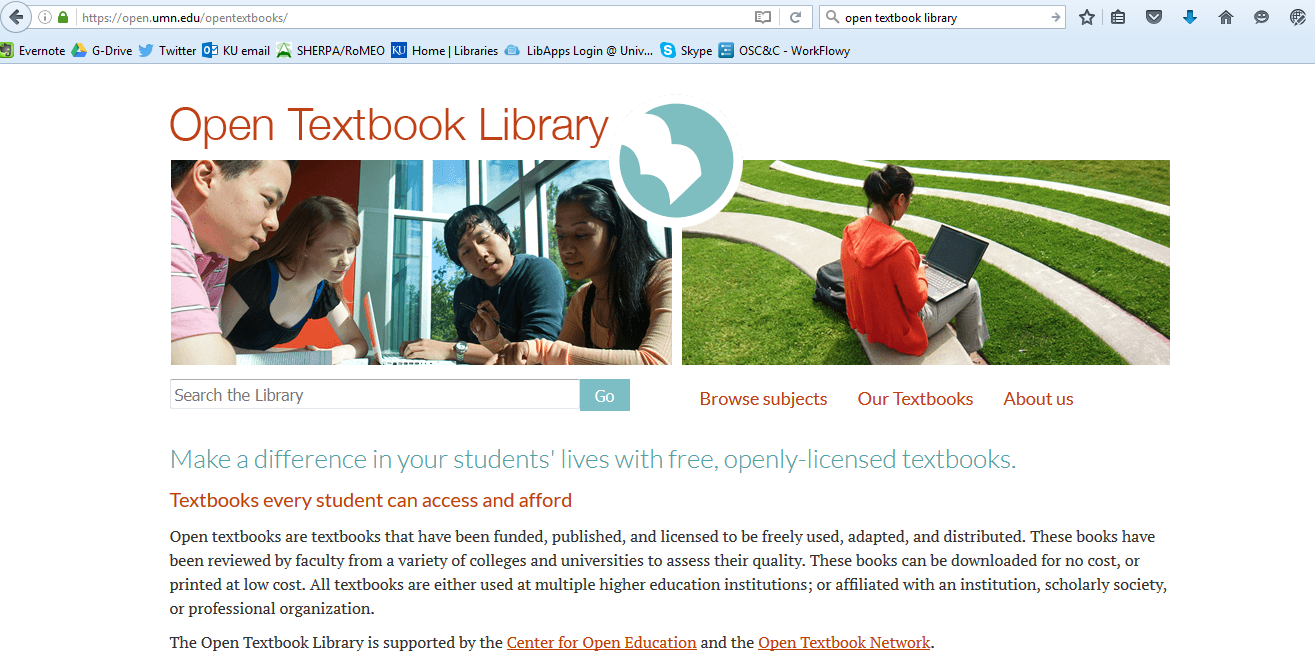 https://open.umn.edu/opentextbooks/
open textbook library
Evernote G-Drive Twitter KU email SHERPA/RoMEO KU Home | Libraries LibApps Login @ Univ... Skype OSC&C - WorkFlowy
Open Textbook Library
Search the Library Go Browse subjects Our Textbooks About us
Make a difference in your students' lives with free, openly-licensed textbooks.
Textbooks every student can access and afford
Open textbooks are textbooks that have been funded, published, and licensed to be freely used, adapted, and distributed. These books have
been reviewed by faculty from a variety of colleges and universities to assess their quality. These books can be downloaded for no cost, or
printed at low cost. All textbooks are either used at multiple higher education institutions; or affiliated with an institution, scholarly society,
or professional organization.
The Open Textbook Library is supported by the Center for Open Education and the Open Textbook Network.